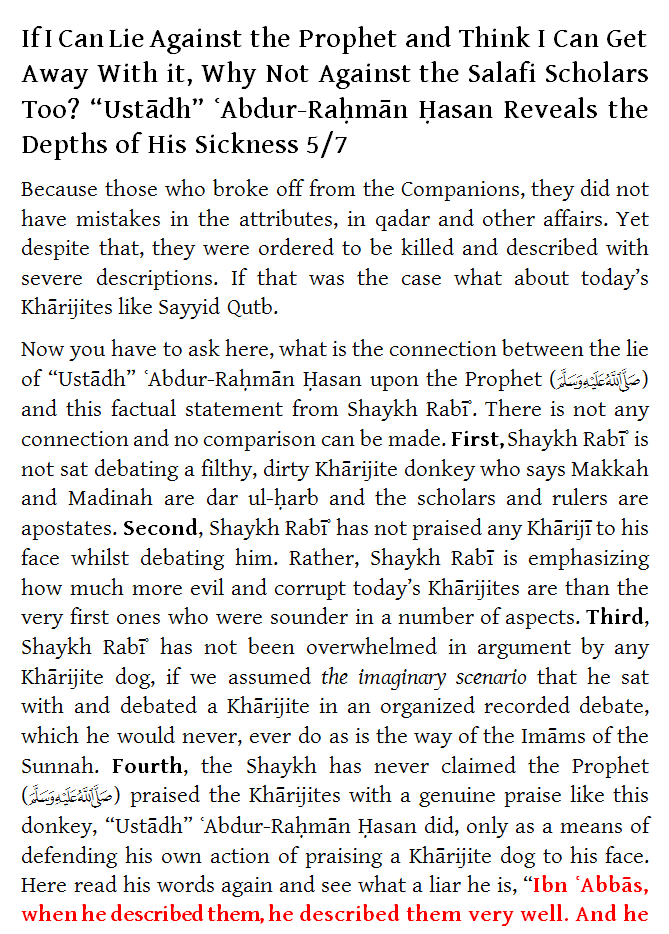 If I Can Lie Against the Prophet and Think I Can Get
Away With it, Why Not Against the Salafi Scholars
Too? “Ustādh” ʿAbdur-Raḥmān Ḥasan Reveals the
Depths of His Sickness 5/7
Because those who broke off from the Companions, they did not
have mistakes in the attributes, in qadar and other affairs. Yet
despite that, they were ordered to be killed and described with
severe descriptions. If that was the case what about today’s
Khārijites like Sayyid Qutb.
Now you have to ask here, what is the connection between the lie
of “Ustādh” ʿAbdur-Raḥmān Ḥasan upon the Prophet (ﷺ)
and this factual statement from Shaykh Rabīʿ. There is not any
connection and no comparison can be made. First, Shaykh Rabīʿ is
not sat debating a filthy, dirty Khārijite donkey who says Makkah
and Madinah are dar ul-ḥarb and the scholars and rulers are
apostates. Second, Shaykh Rabīʿ has not praised any Khārijī to his
face whilst debating him. Rather, Shaykh Rabī is emphasizing
how much more evil and corrupt today’s Khārijites are than the
very first ones who were sounder in a number of aspects. Third,
Shaykh Rabīʿ has not been overwhelmed in argument by any
Khārijite dog, if we assumed the imaginary scenario that he sat
with and debated a Khārijite in an organized recorded debate,
which he would never, ever do as is the way of the Imāms of the
Sunnah. Fourth, the Shaykh has never claimed the Prophet
(ﷺ) praised the Khārijites with a genuine praise like this
donkey, “Ustādh” ʿAbdur-Raḥmān Ḥasan did, only as a means of
defending his own action of praising a Khārijite dog to his face.
Here read his words again and see what a liar he is, “Ibn ʿAbbās,
when he described them, he described them very well. And he